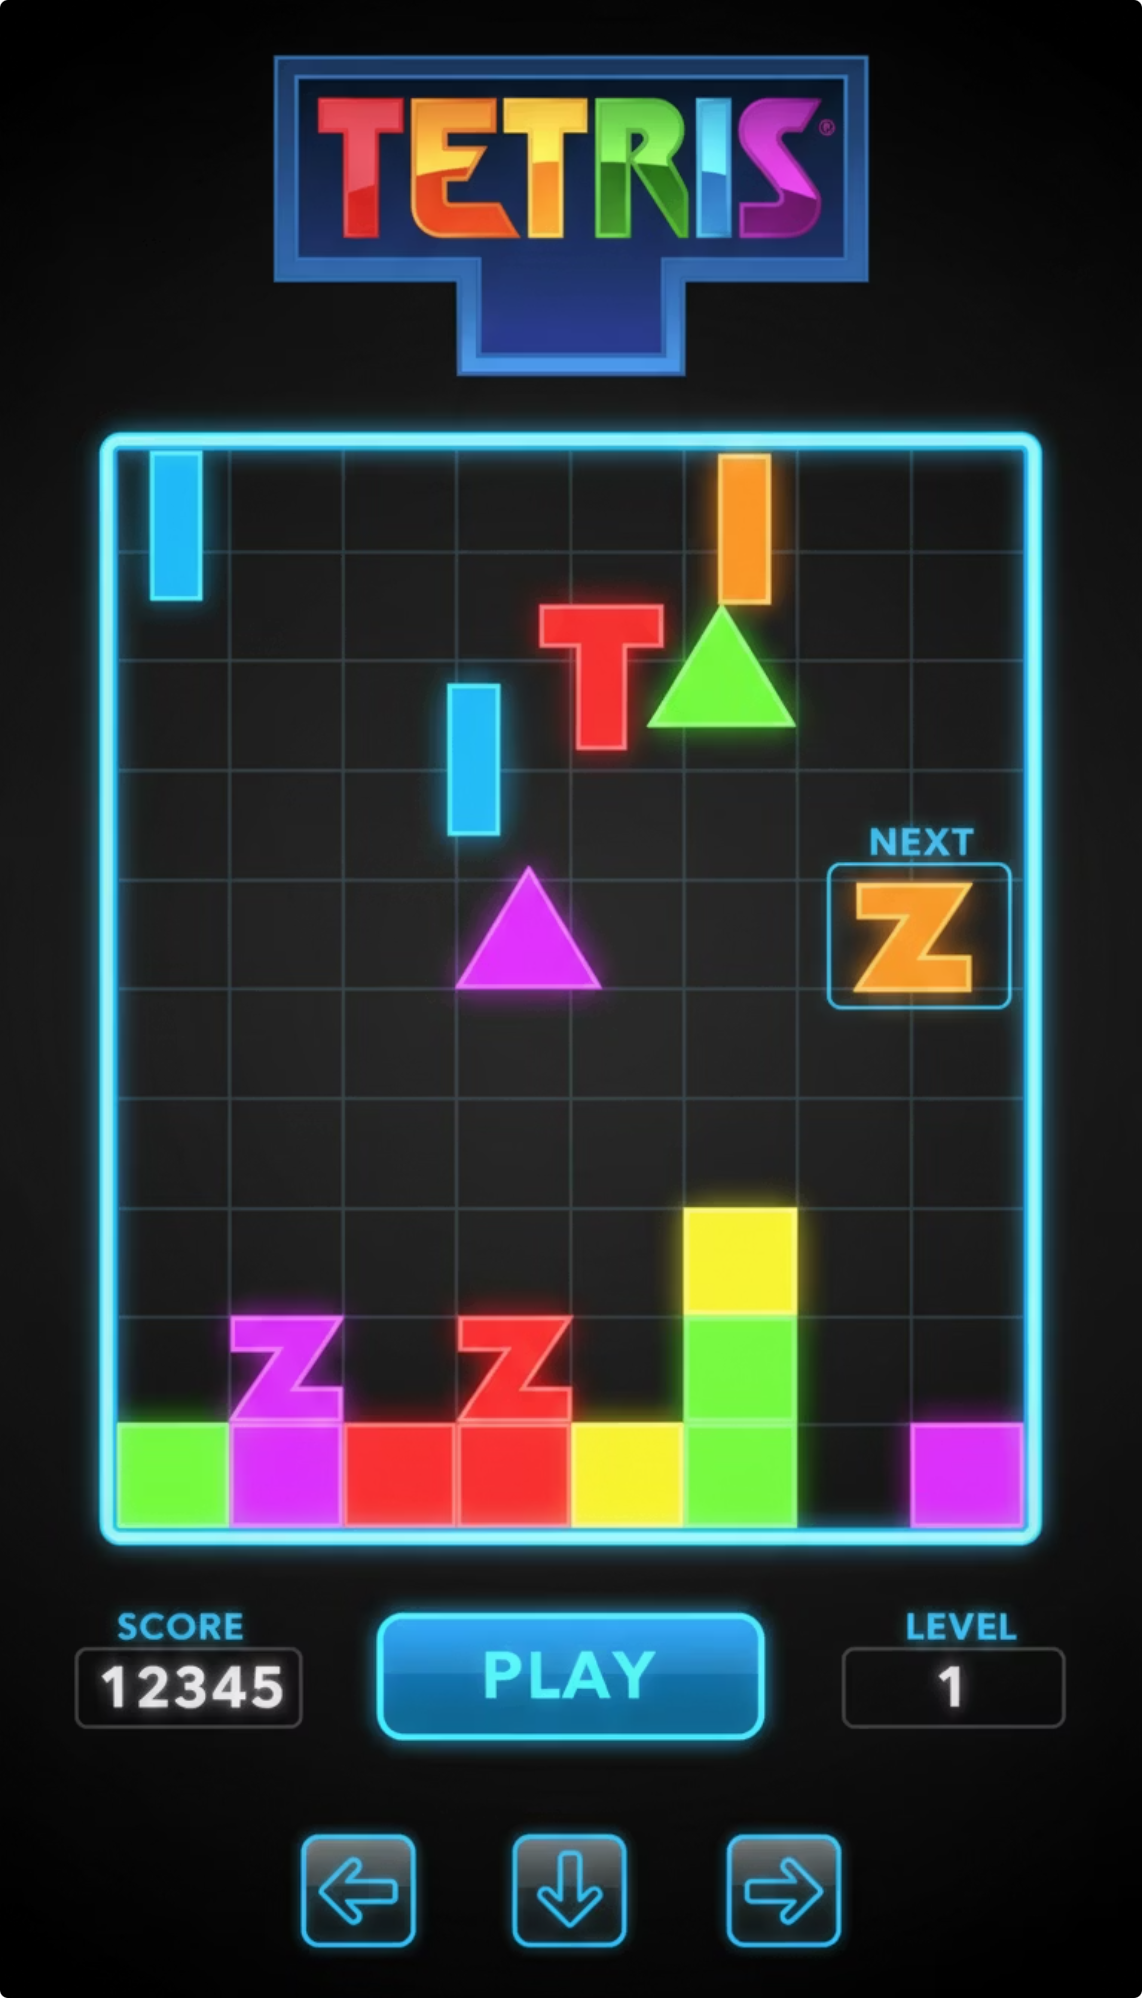 TETRIS®
T
NEXT
Z
Z Z
SCORE
12345
PLAY
LEVEL
1